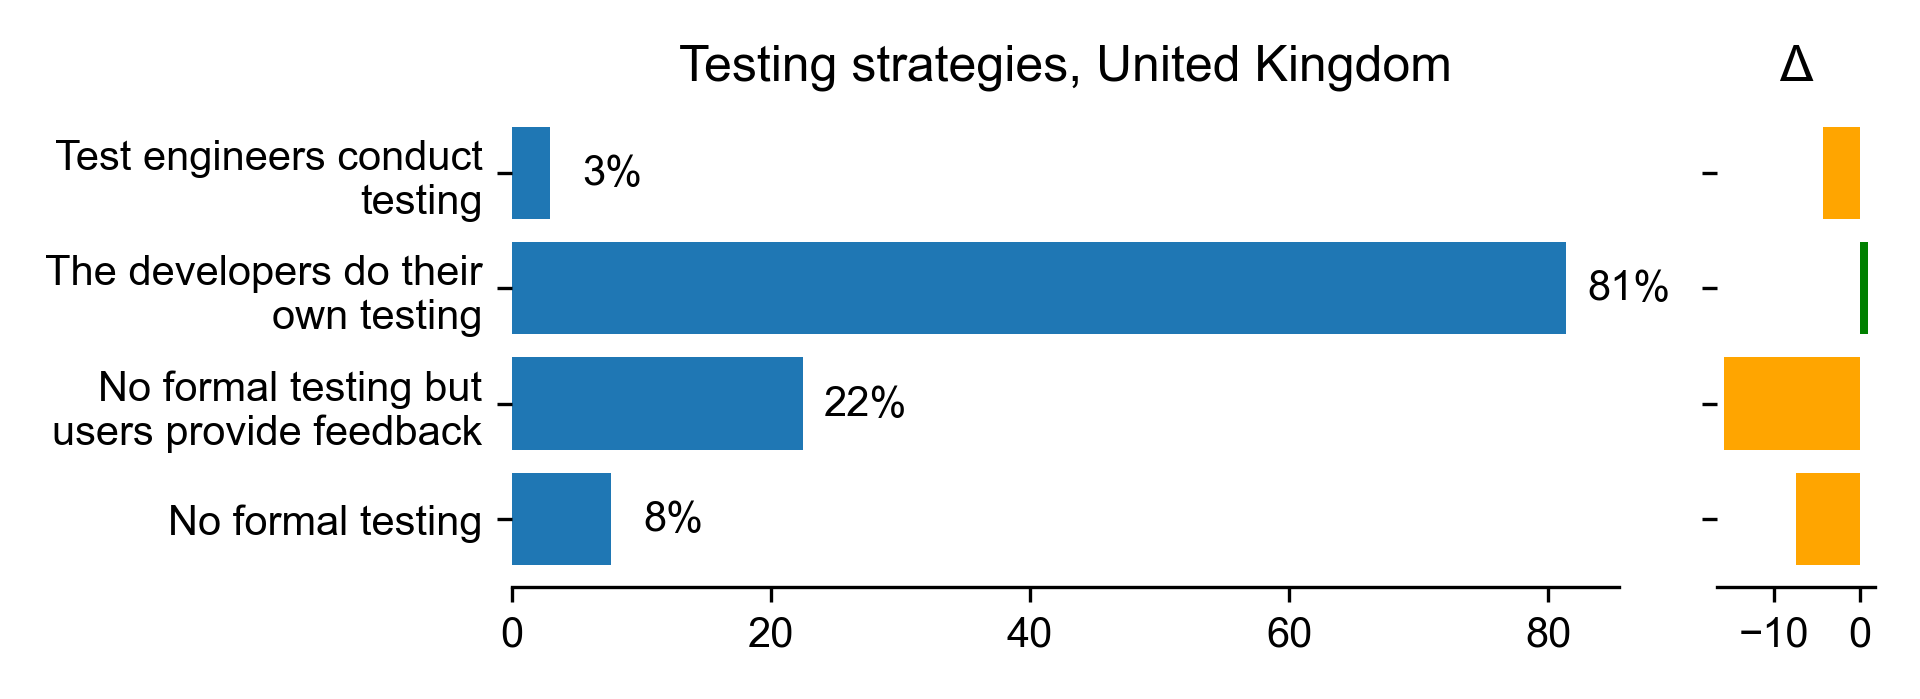 Testing strategies, United Kingdom
Δ
Test engineers conduct
testing
3%
The developers do their
own testing
81%
No formal testing but
users provide feedback
22%
No formal testing
8%
0
20
40
60
80
−10
0